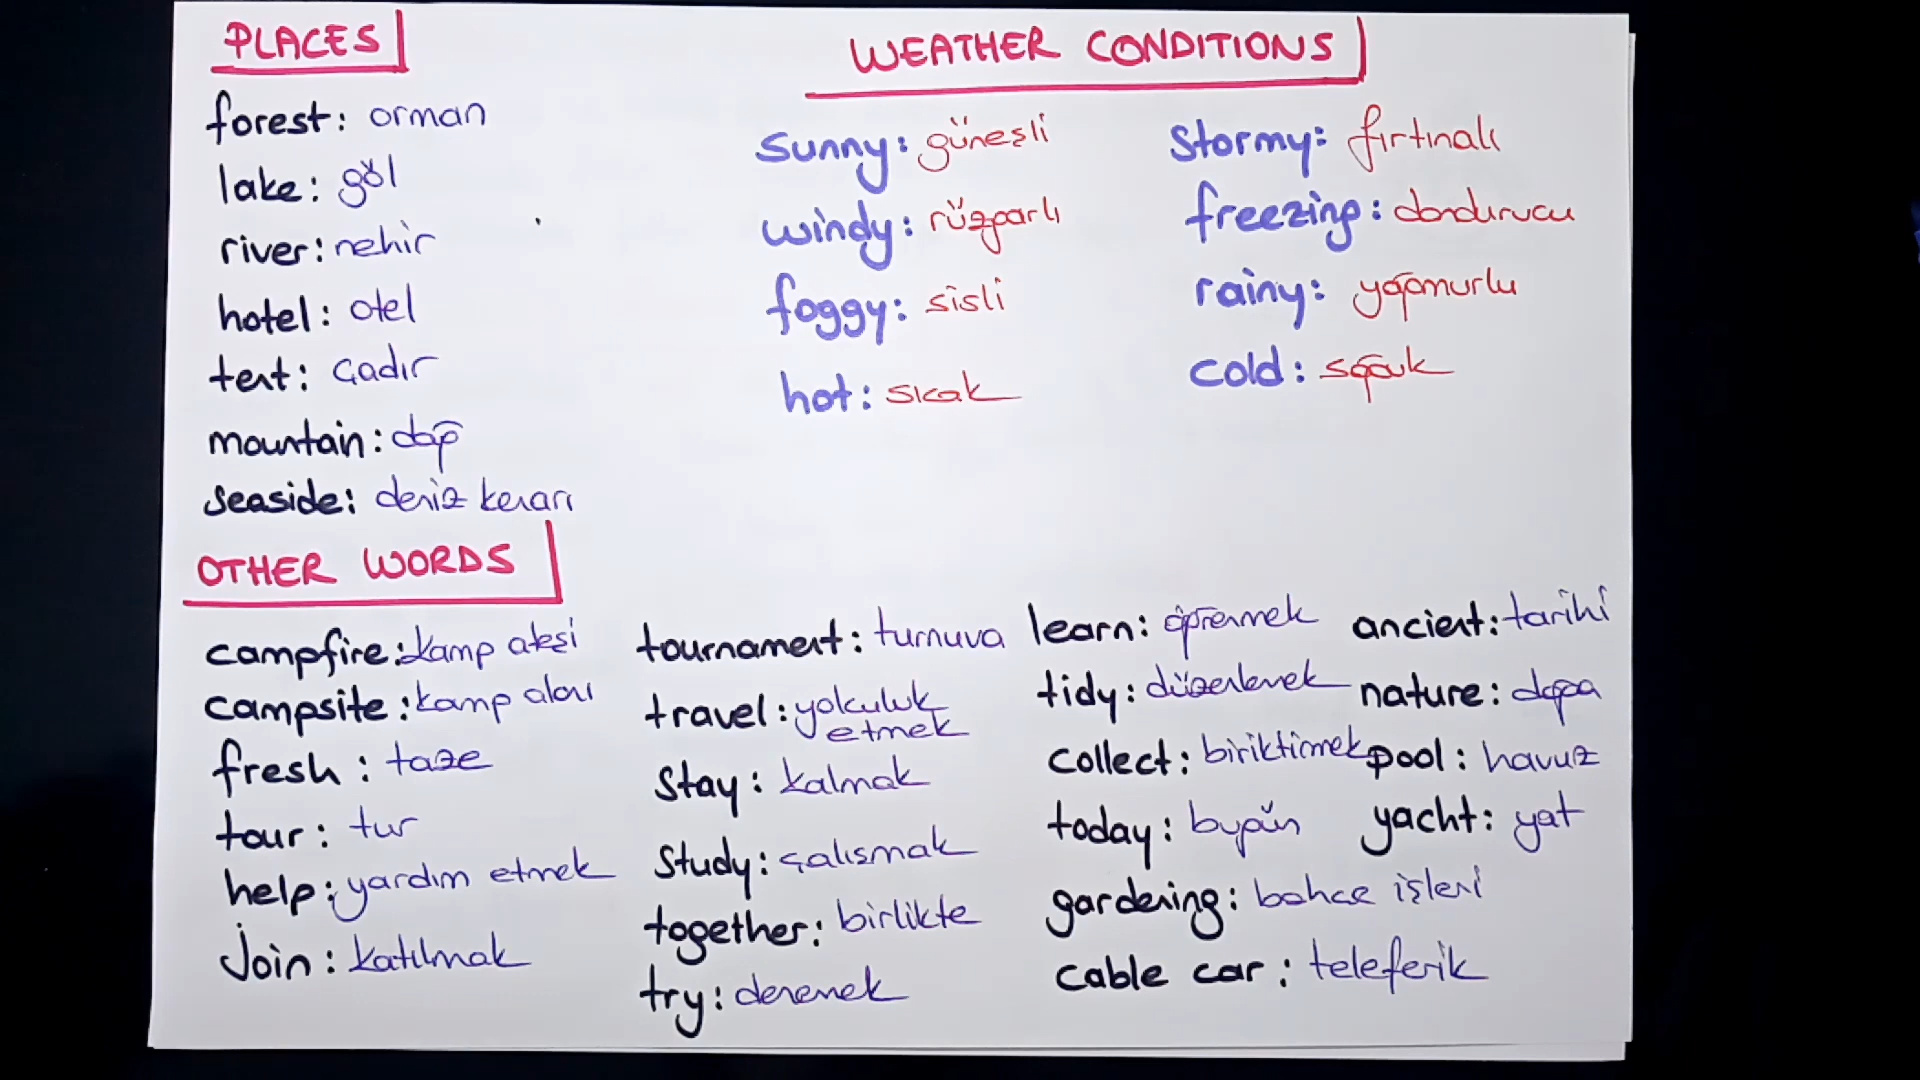 PLACES
forest: orman
lake: göl
river: nehir
hotel: otel
tent: çadır
mountain: dağ
seaside: deniz kenarı
WEATHER CONDITIONS
sunny: güneşli
windy: rüzgarlı
foggy: sisli
hot: sıcak
stormy: fırtınalı
freezing: dondurucu
rainy: yağmurlu
cold: soğuk
OTHER WORDS
campfire: kamp ateşi
campsite: kamp alanı
fresh: taze
tour: tur
help: yardım etmek
join: katılmak
tournament: turnuva
travel: yolculuk
etmek
stay: kalmak
study: çalışmak
together: birlikte
try: denemek
learn: öğrenmek
tidy: düzenlemek
collect: biriktirmek
today: bugün
gardening: bahçe işleri
cable car: teleferik
ancient: tarihi
nature: doğa
pool: havuz
yacht: yat